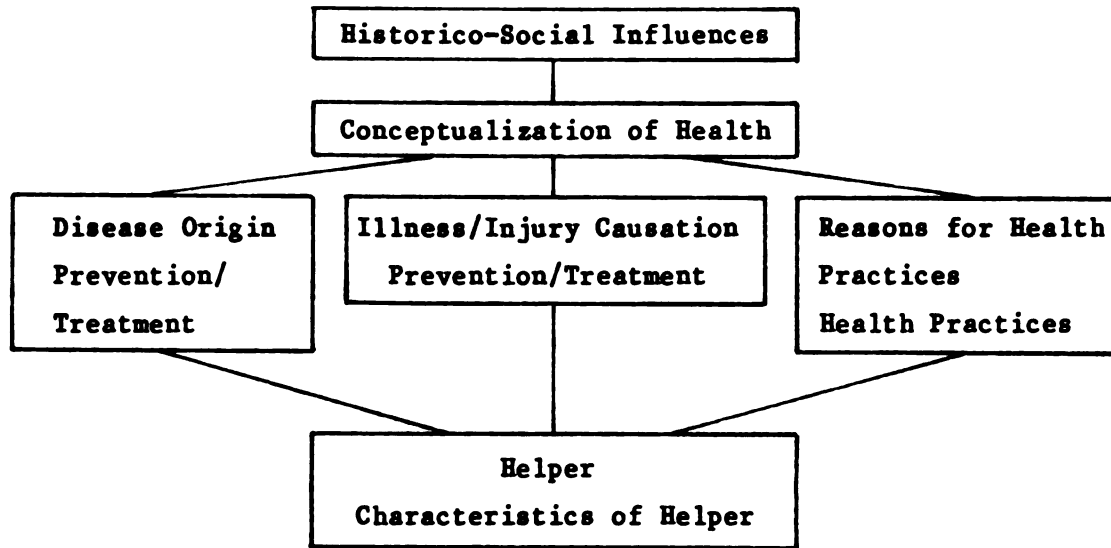 Historico-Social Influences
Conceptualization of Health
Disease Origin
Prevention/
Treatment
Illness/Injury Causation
Prevention/Treatment
Reasons for Health
Practices
Health Practices
Helper
Characteristics of Helper